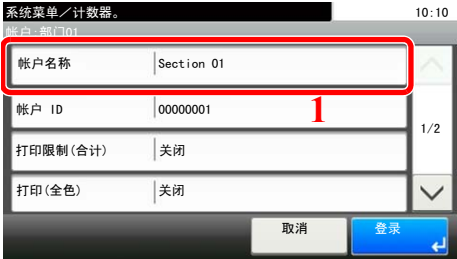 系统菜单／计数器。 10:10
帐户:部门01
帐户名称 Section 01
帐户 ID 00000001
1
1/2
打印限制(合计) 关闭
打印(全色) 关闭
取消 登录